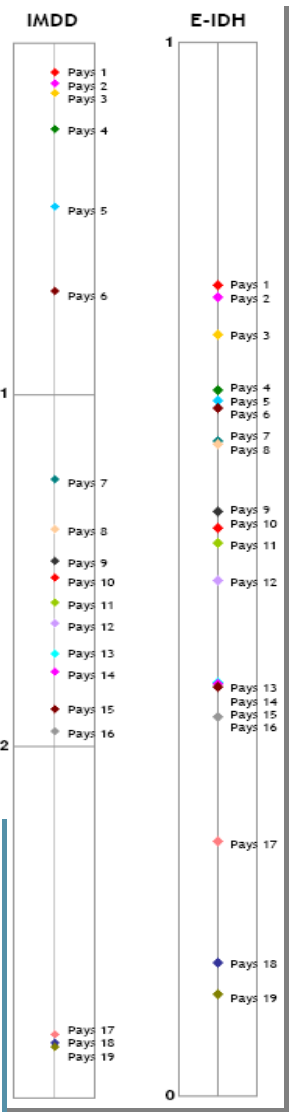 IMDD
Pays 1
Pays 2
Pays 3
Pays 4
Pays 5
Pays 6
1
Pays 7
Pays 8
Pays 9
Pays 10
Pays 11
Pays 12
Pays 13
Pays 14
Pays 15
Pays 16
2
Pays 17
Pays 18
Pays 19
E-IDH
1
Pays 1
Pays 2
Pays 3
Pays 4
Pays 5
Pays 6
Pays 7
Pays 8
Pays 9
Pays 10
Pays 11
Pays 12
Pays 13
Pays 14
Pays 15
Pays 16
Pays 17
Pays 18
Pays 19
0